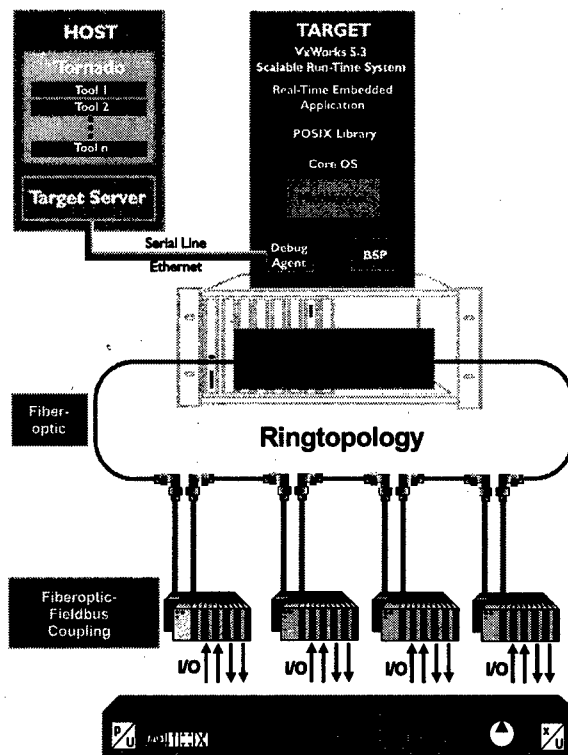 HOST
Tornado
Tool 1
Tool 2
Tool n
Target Server
TARGET
VxWorks 5.3
Scalable Run-Time System
Real-Time Embedded
Application
POSIX Library
Core OS
Serial Line
Ethernet
Debug
Agent
BSP
Fiber-
optic
Ringtopology
Fiberoptic-
Fieldbus
Coupling
I/O
I/O
I/O
I/O
P/U
x/U